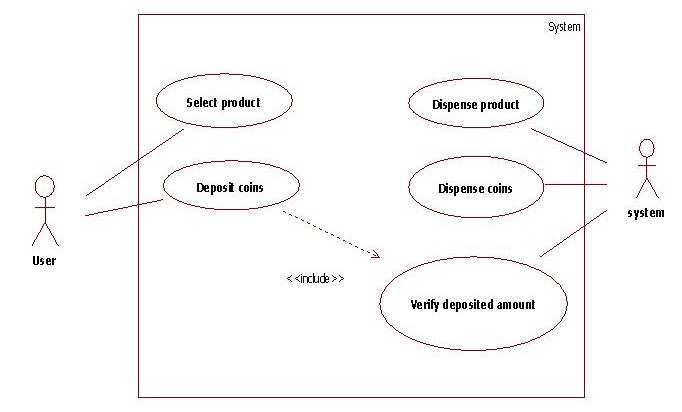 System
Select product
Dispense product
Deposit coins
Dispense coins
system
User
<<include>>
Verify deposited amount